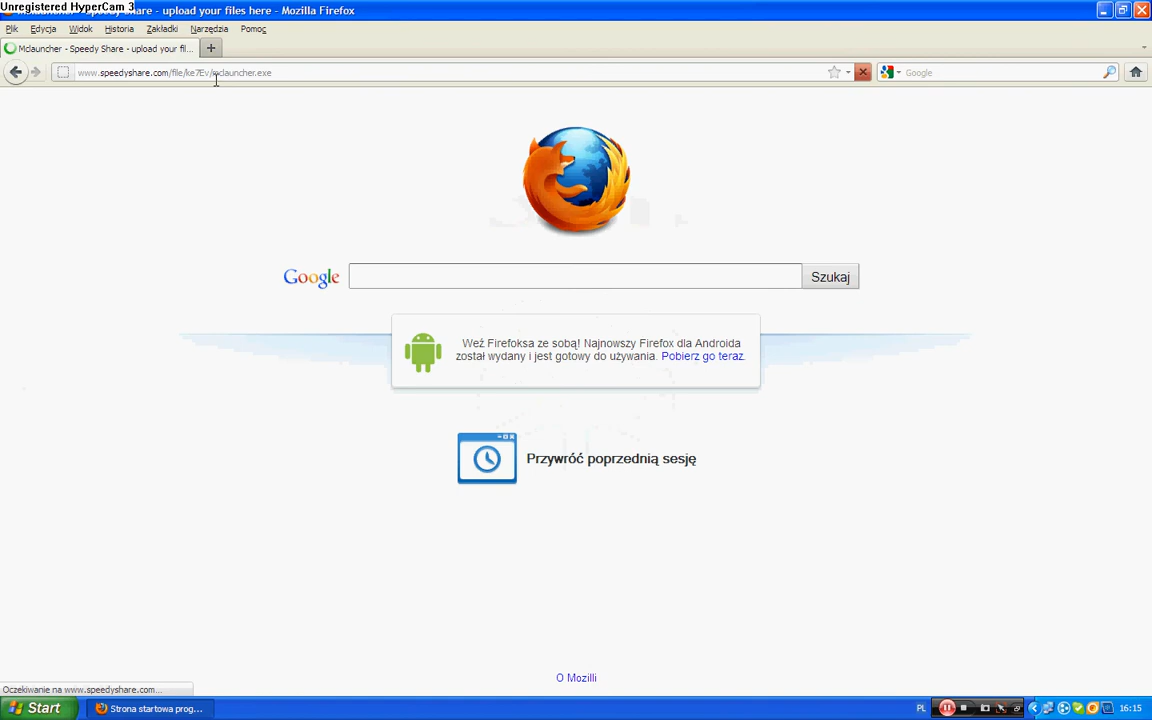 Unregistered HyperCam 3
Share - upload your files here - Mozilla Firefox
Plik Edycja Widok Historia Zakładki Narzędzia Pomoc
Mclauncher - Speedy Share - upload your fil... +
www.speedyshare.com/file/ke7Ev/mclauncher.exe
Google
Google
Szukaj
Weź Firefoksa ze sobą! Najnowszy Firefox dla Androida
został wydany i jest gotowy do używania. Pobierz go teraz.
Przywróć poprzednią sesję
O Mozilli
Oczekiwanie na www.speedyshare.com...
Start
Strona startowa prog...
PL
16:15